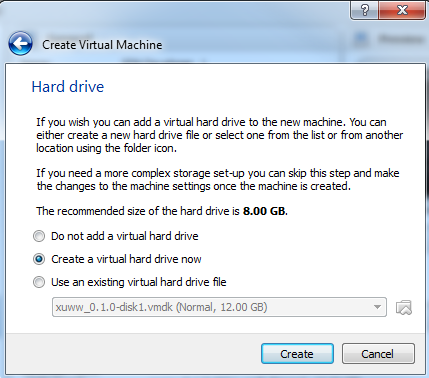 ?
Create Virtual Machine
Hard drive
If you wish you can add a virtual hard drive to the new machine. You can
either create a new hard drive file or select one from the list or from another
location using the folder icon.
If you need a more complex storage set-up you can skip this step and make
the changes to the machine settings once the machine is created.
The recommended size of the hard drive is 8.00 GB.
Do not add a virtual hard drive
Create a virtual hard drive now
Use an existing virtual hard drive file
xuww_0.1.0-disk1.vmdk (Normal, 12.00 GB)
Create Cancel